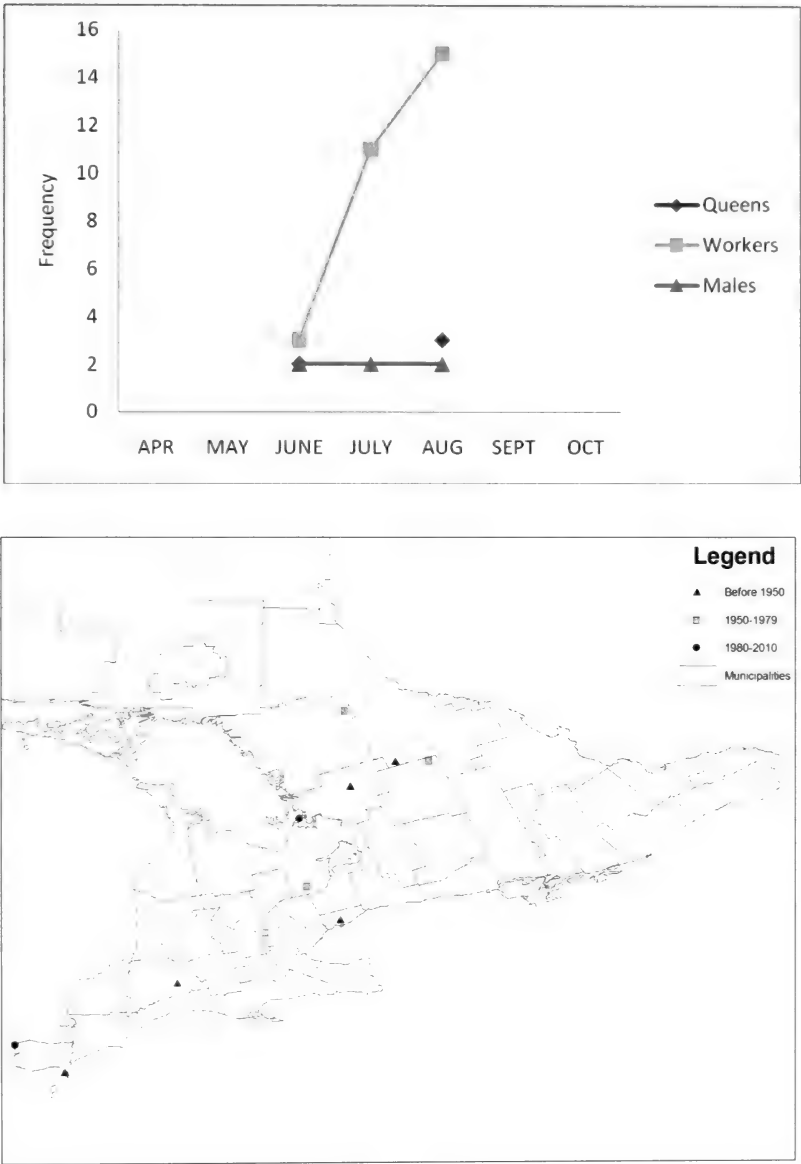 16
14
12
10
8
6
4
2
0
Frequency
APR MAY JUNE JULY AUG SEPT OCT
Queens
Workers
Males
Legend
Before 1950
1950-1979
1980-2010
Municipalities